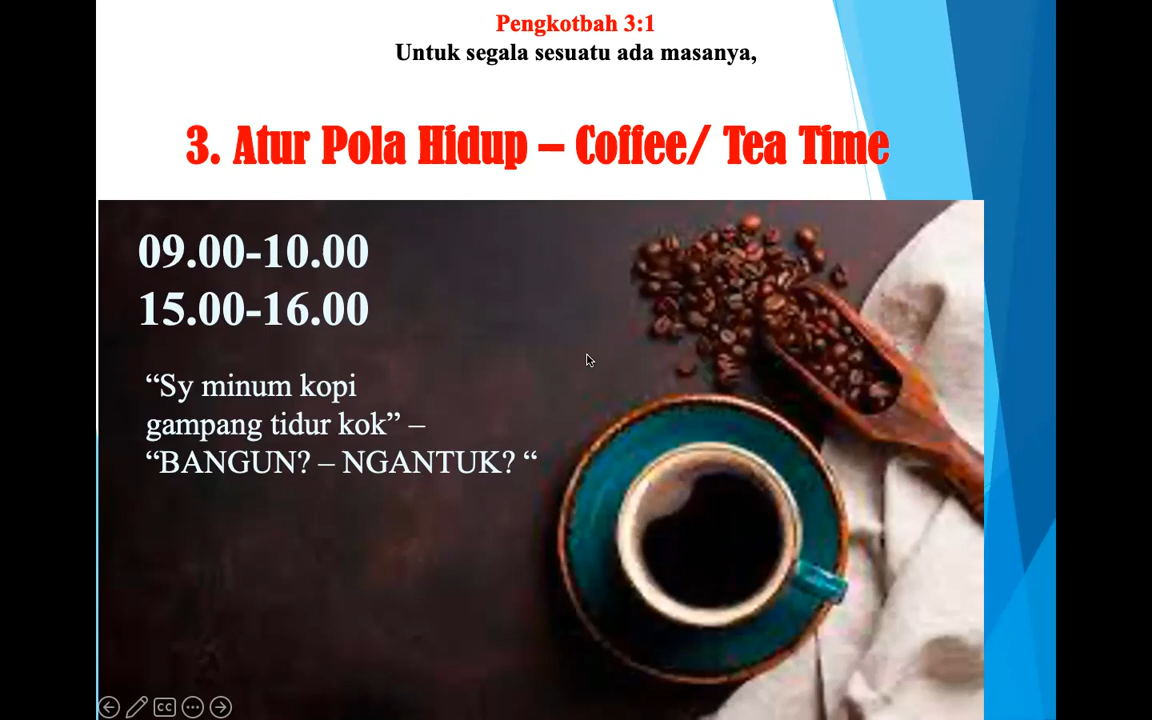 Pengkotbah 3:1
Untuk segala sesuatu ada masanya,
3. Atur Pola Hidup – Coffee/ Tea Time
09.00-10.00
15.00-16.00
“Sy minum kopi
gampang tidur kok” –
“BANGUN? – NGANTUK? “
CC